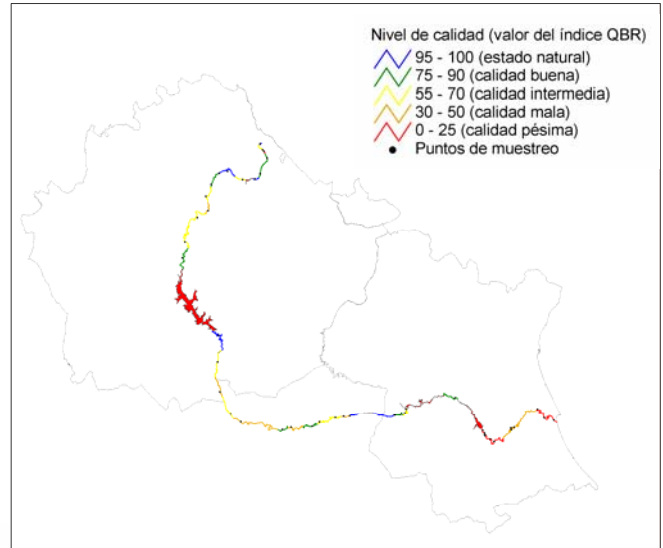 Nivel de calidad (valor del índice QBR)
95 - 100 (estado natural)
75 - 90 (calidad buena)
55 - 70 (calidad intermedia)
30 - 50 (calidad mala)
0 - 25 (calidad pésima)
Puntos de muestreo